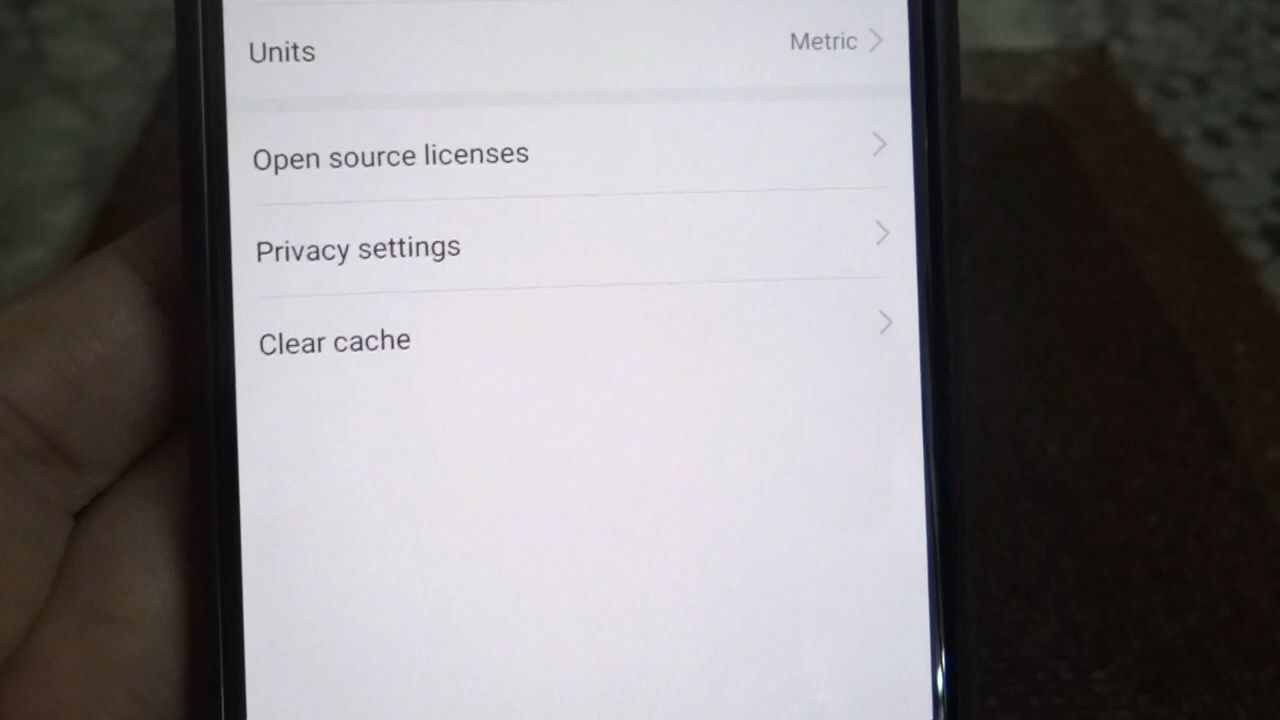 Units Metric
Open source licenses
Privacy settings
Clear cache